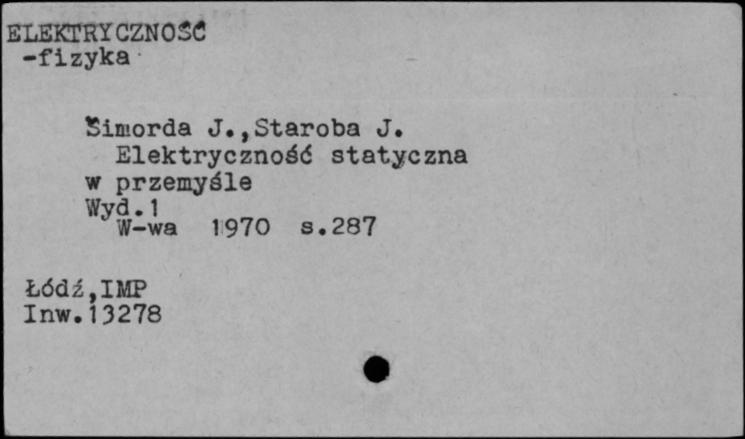 ELEKTRYCZNOŚĆ
-fizyka
Šimorda J.,Staroba J.
Elektryczność statyczna
w przemyśle
Wyd.1
W-wa 1970 s.287
Łódź,IMP
Inw.13278